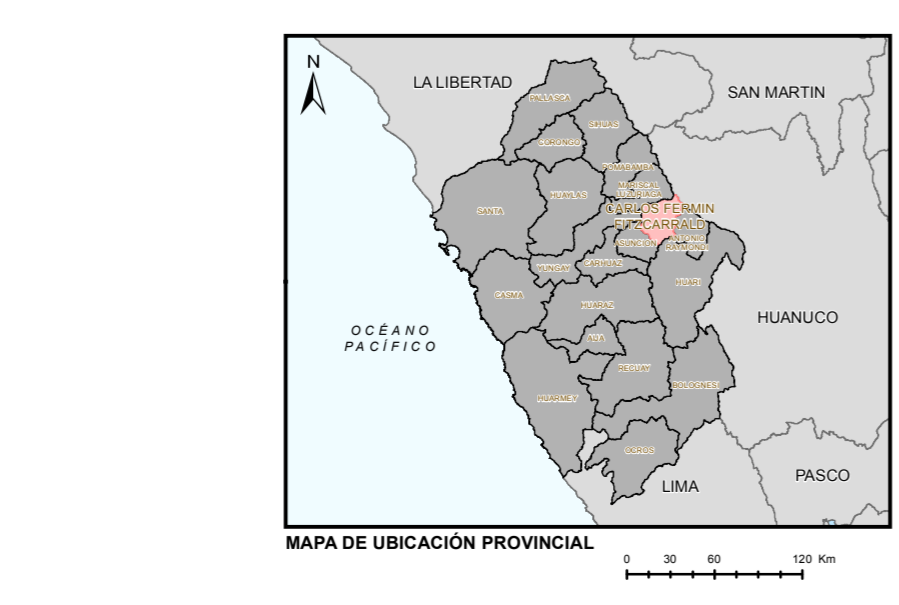 N
LA LIBERTAD
SAN MARTIN
PALLASCA
SIHUAS
CORONGO
POMABAMBA
MARISCAL
LUZURIAGA
HUAYLAS
SANTA
CARLOS FERMIN
FITZCARRALD
ASUNCION
ANTONIO
RAYMONDI
YUNGAY
CARHUAZ
HUARI
CASMA
HUARAZ
HUANUCO
OCÉANO
PACÍFICO
AIJA
RECUAY
BOLOGNESI
HUARMEY
OCROS
LIMA
PASCO
MAPA DE UBICACIÓN PROVINCIAL
0 30 60 120 Km